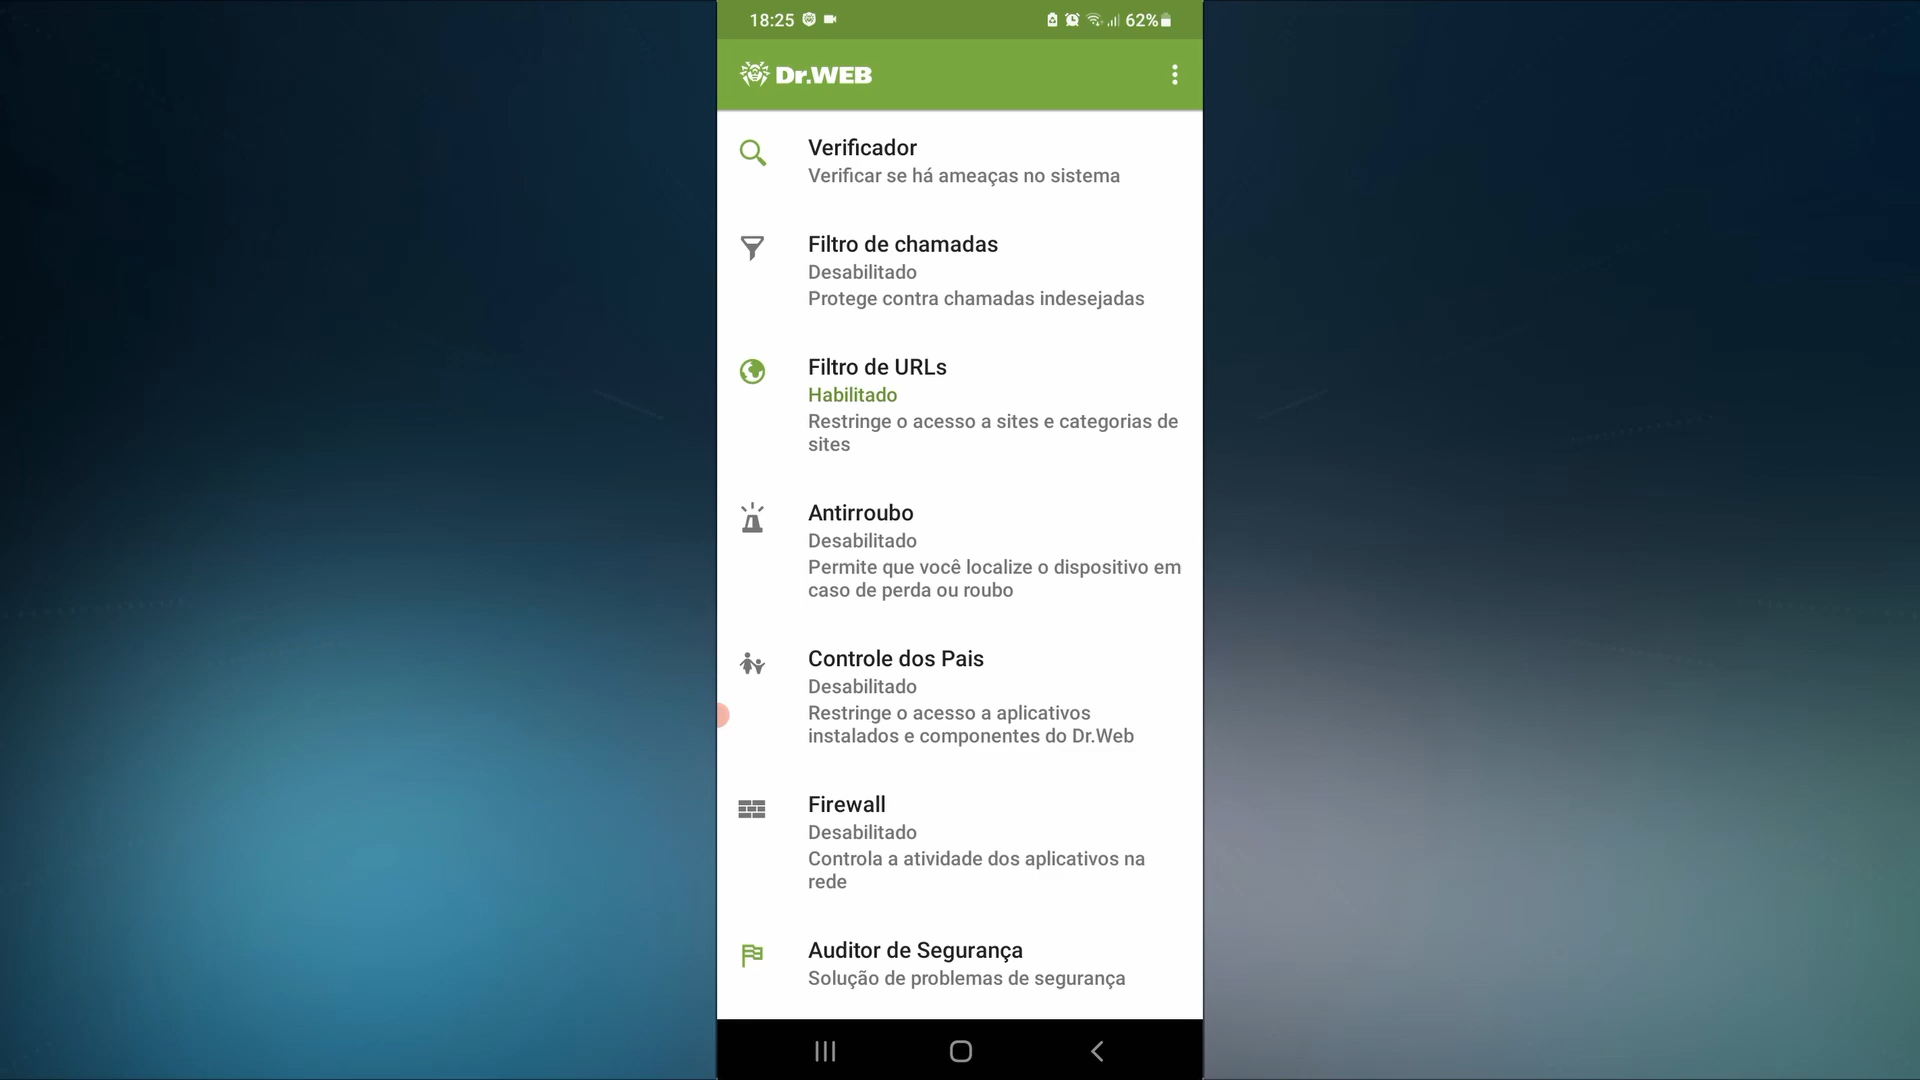 18:25
62%
Dr.WEB
Verificador
Verificar se há ameaças no sistema
Filtro de chamadas
Desabilitado
Protege contra chamadas indesejadas
Filtro de URLs
Habilitado
Restringe o acesso a sites e categorias de
sites
Antirroubo
Desabilitado
Permite que você localize o dispositivo em
caso de perda ou roubo
Controle dos Pais
Desabilitado
Restringe o acesso a aplicativos
instalados e componentes do Dr.Web
Firewall
Desabilitado
Controla a atividade dos aplicativos na
rede
Auditor de Segurança
Solução de problemas de segurança